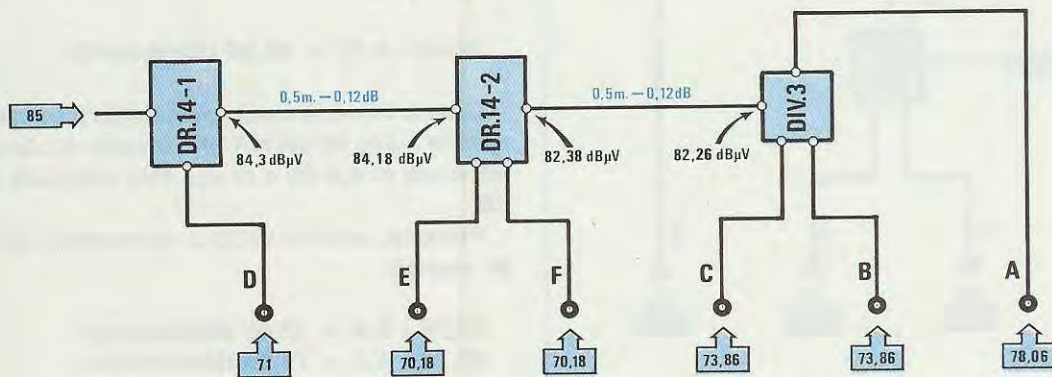 85
DR.14-1
0,5m.—0,12dB
84,3 dBµV
84,18 dBµV
DR.14-2
0,5m.—0,12dB
82,38 dBµV
82,26 dBµV
DIV.3
D
E
F
C
B
A
71
70,18
70,18
73,86
73,86
78,06